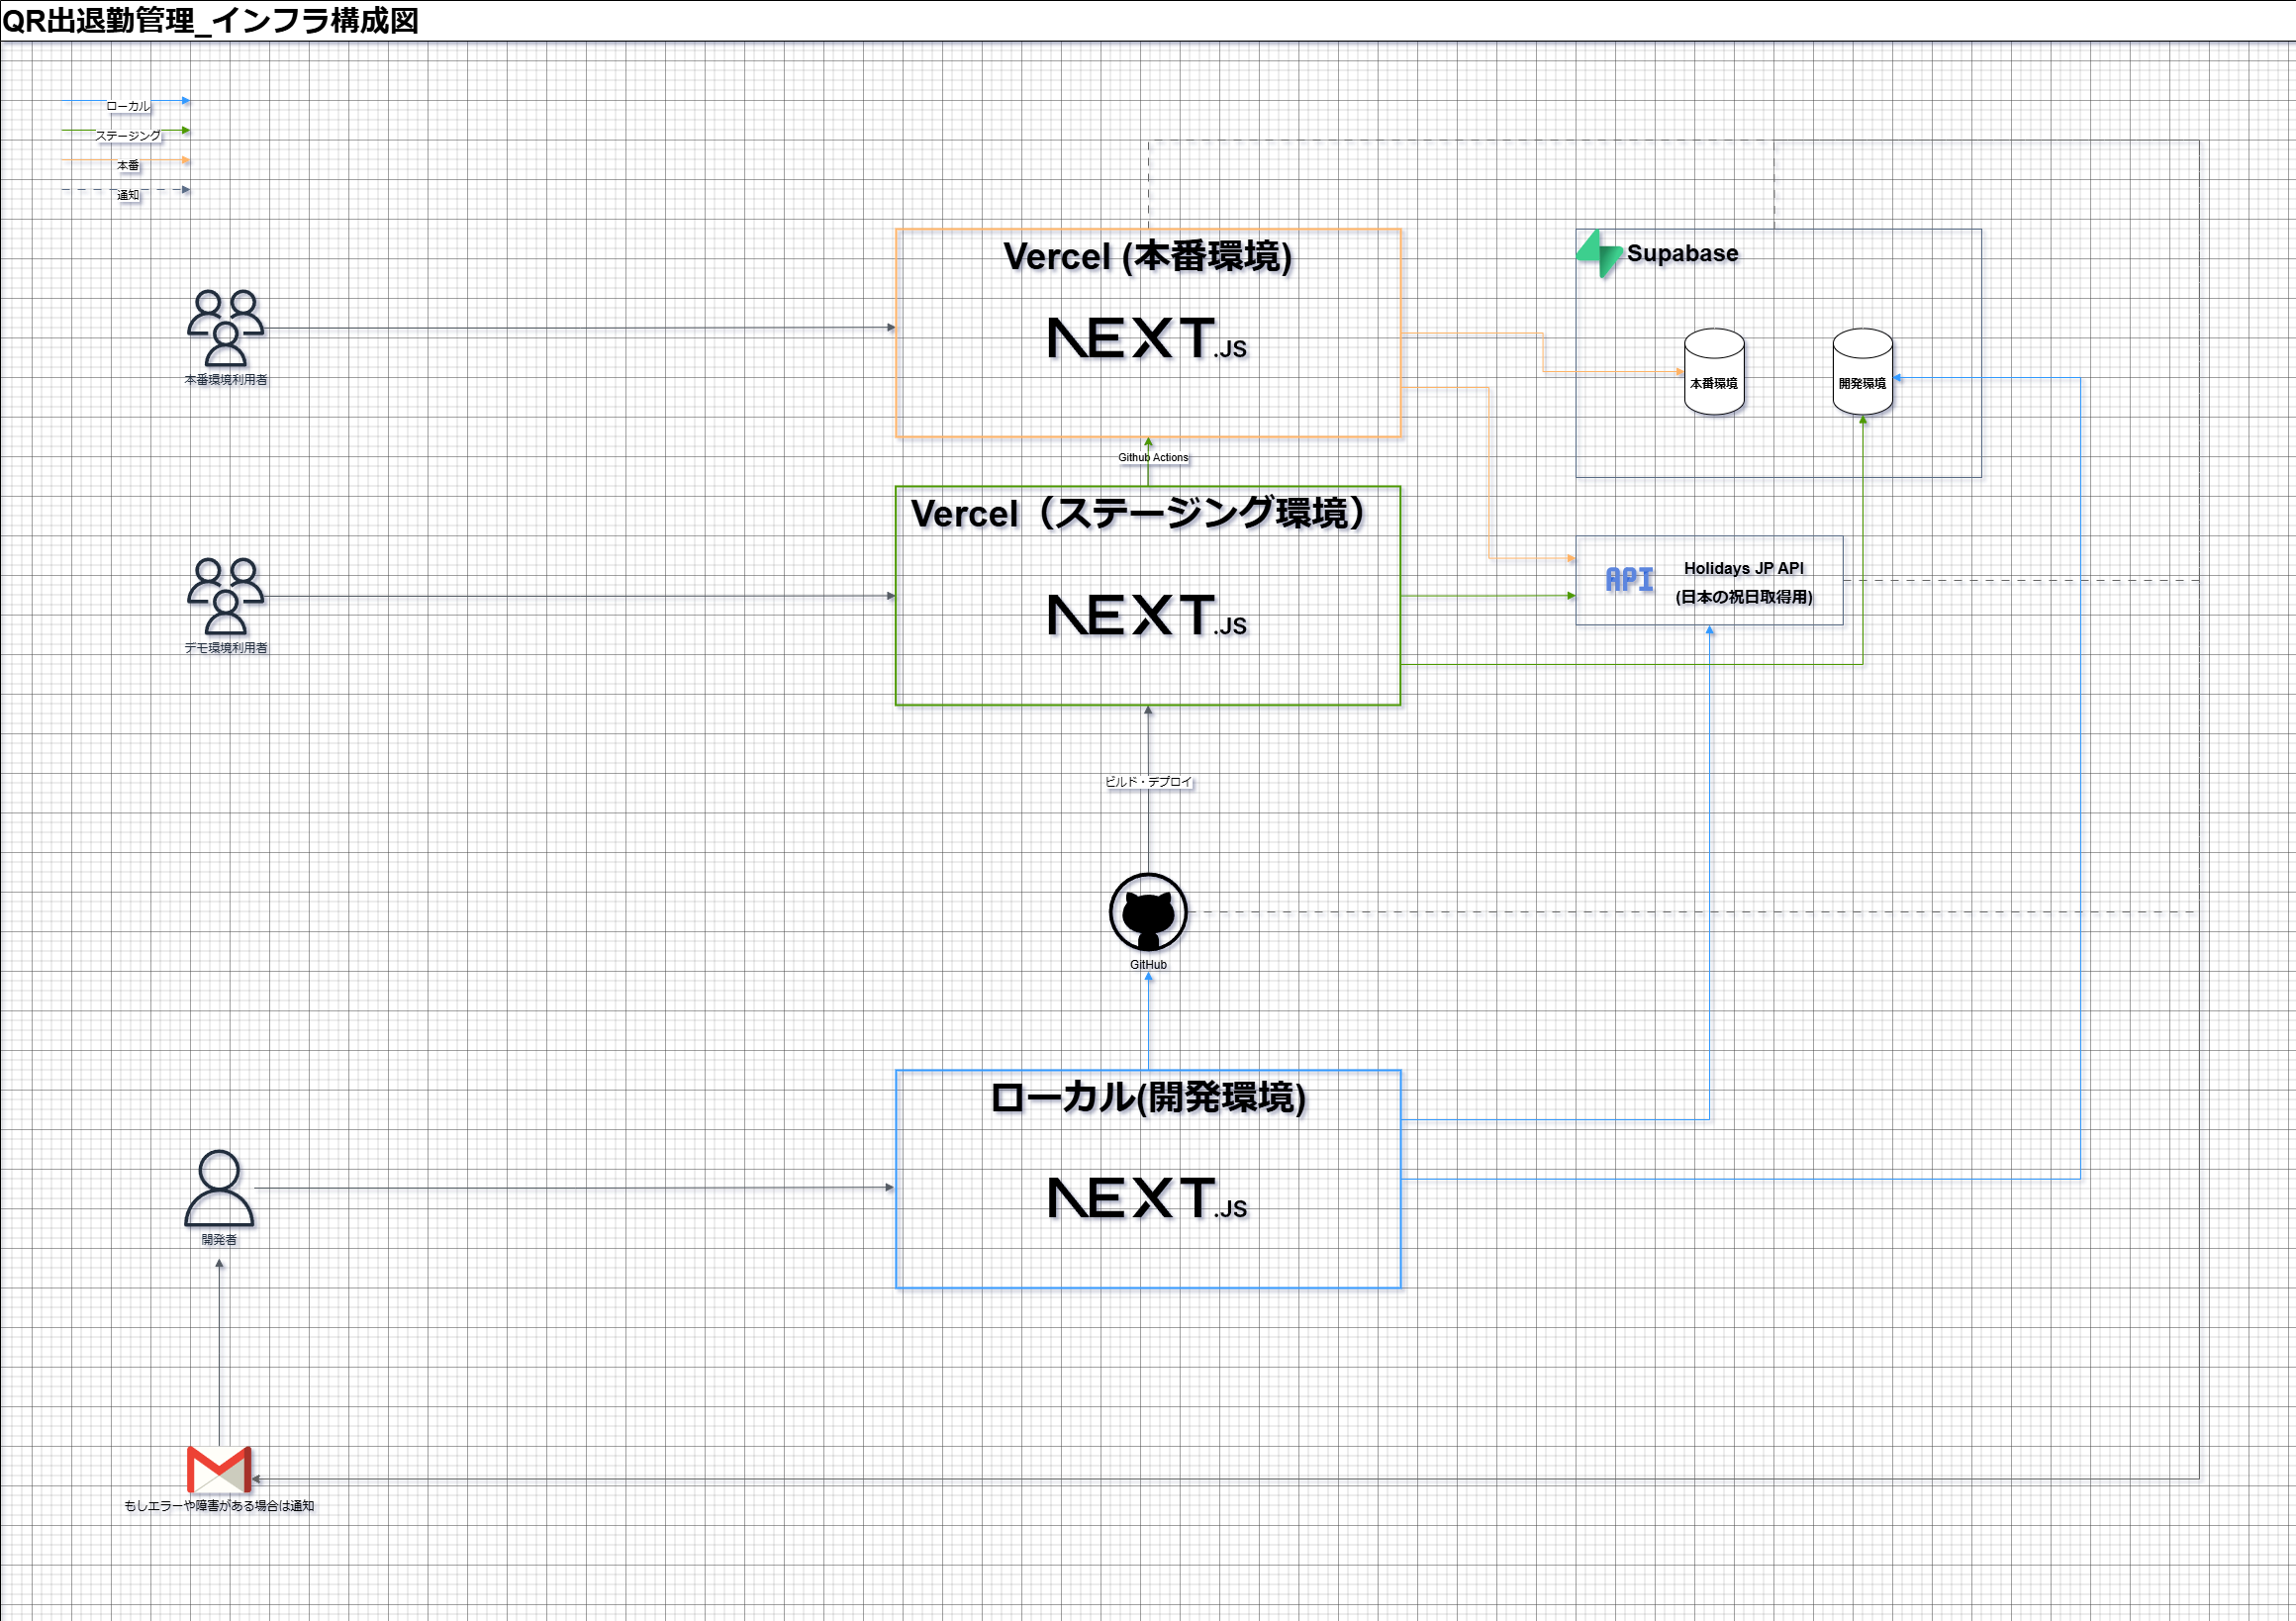 QR出退勤管理_インフラ構成図
ローカル
ステージング
本番
通知
Vercel (本番環境)
NEXT.JS
Supabase
本番環境
開発環境
本番環境利用者
Github Actions
Vercel（ステージング環境）
NEXT.JS
API
Holidays JP API
(日本の祝日取得用)
デモ環境利用者
ビルド・デプロイ
GitHub
ローカル(開発環境)
NEXT.JS
開発者
もしエラーや障害がある場合は通知